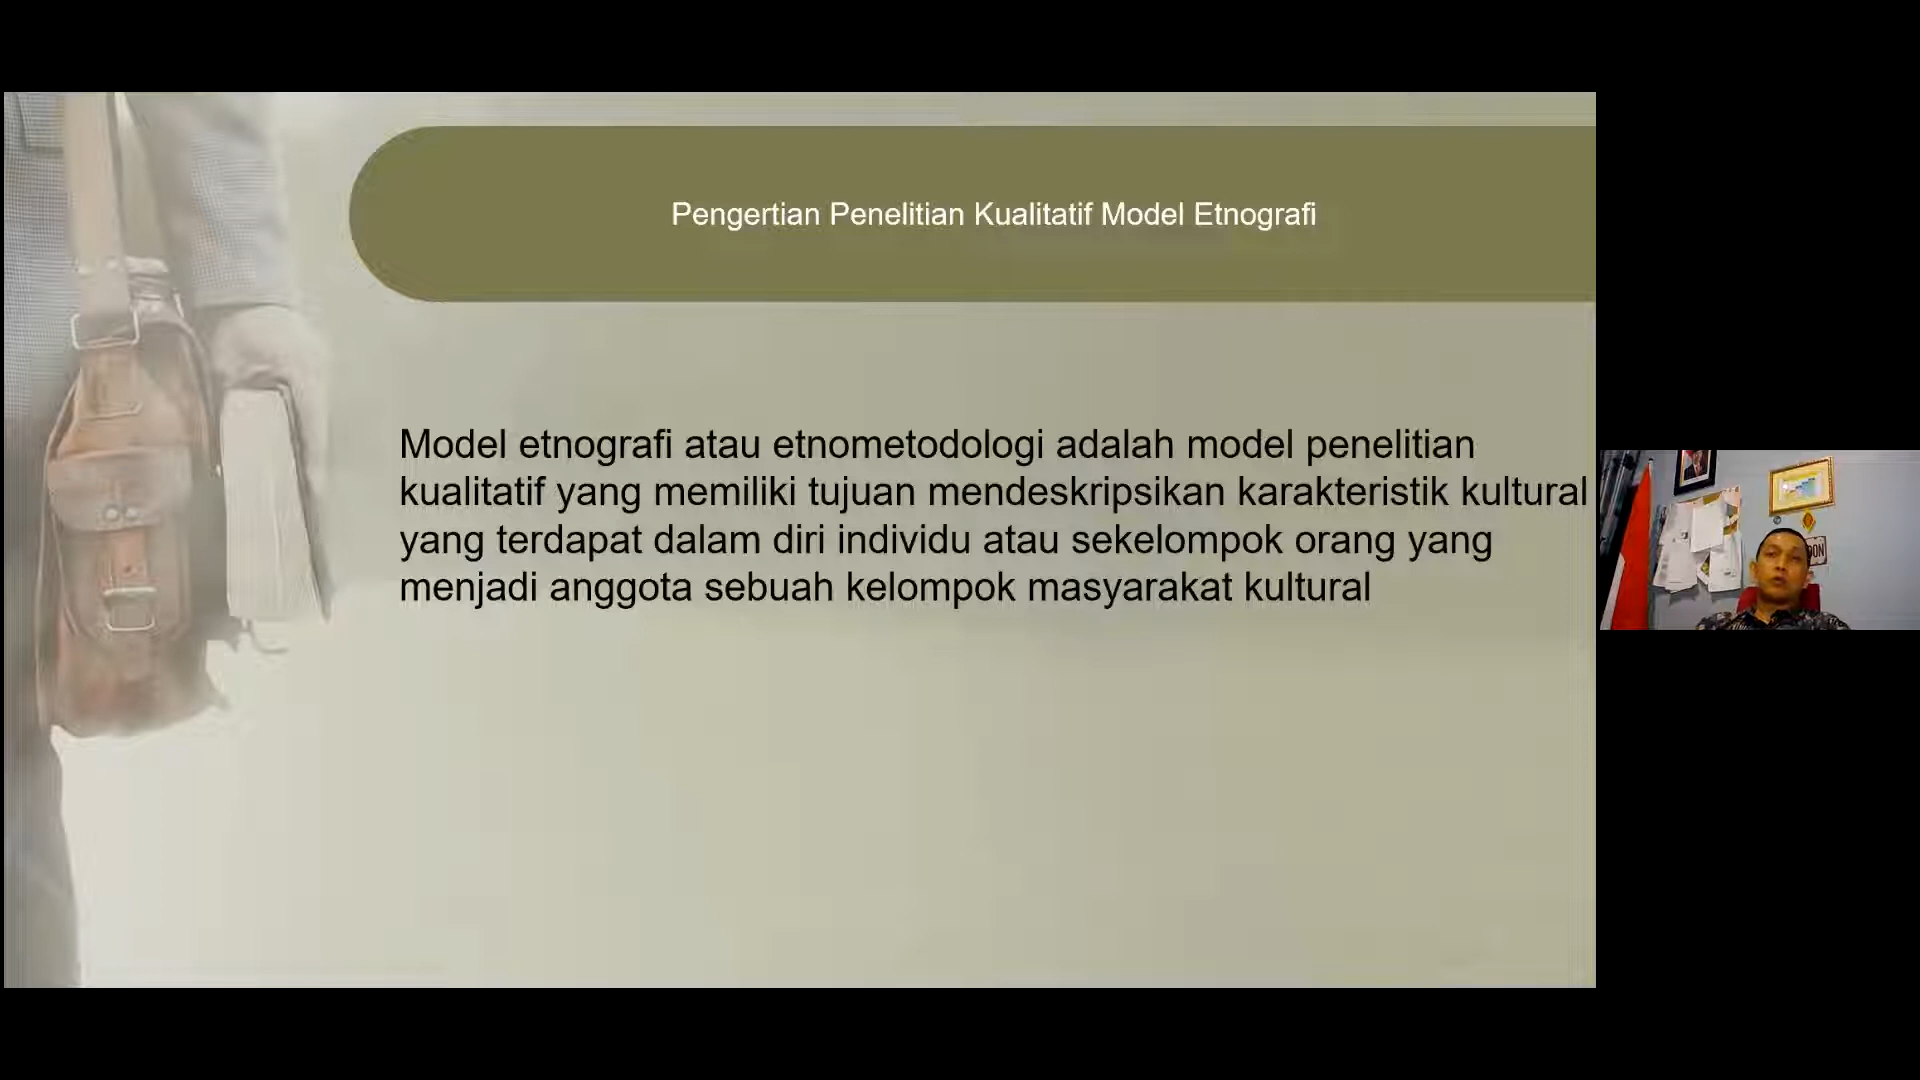 Pengertian Penelitian Kualitatif Model Etnografi
Model etnografi atau etnometodologi adalah model penelitian
kualitatif yang memiliki tujuan mendeskripsikan karakteristik kultural
yang terdapat dalam diri individu atau sekelompok orang yang
menjadi anggota sebuah kelompok masyarakat kultural